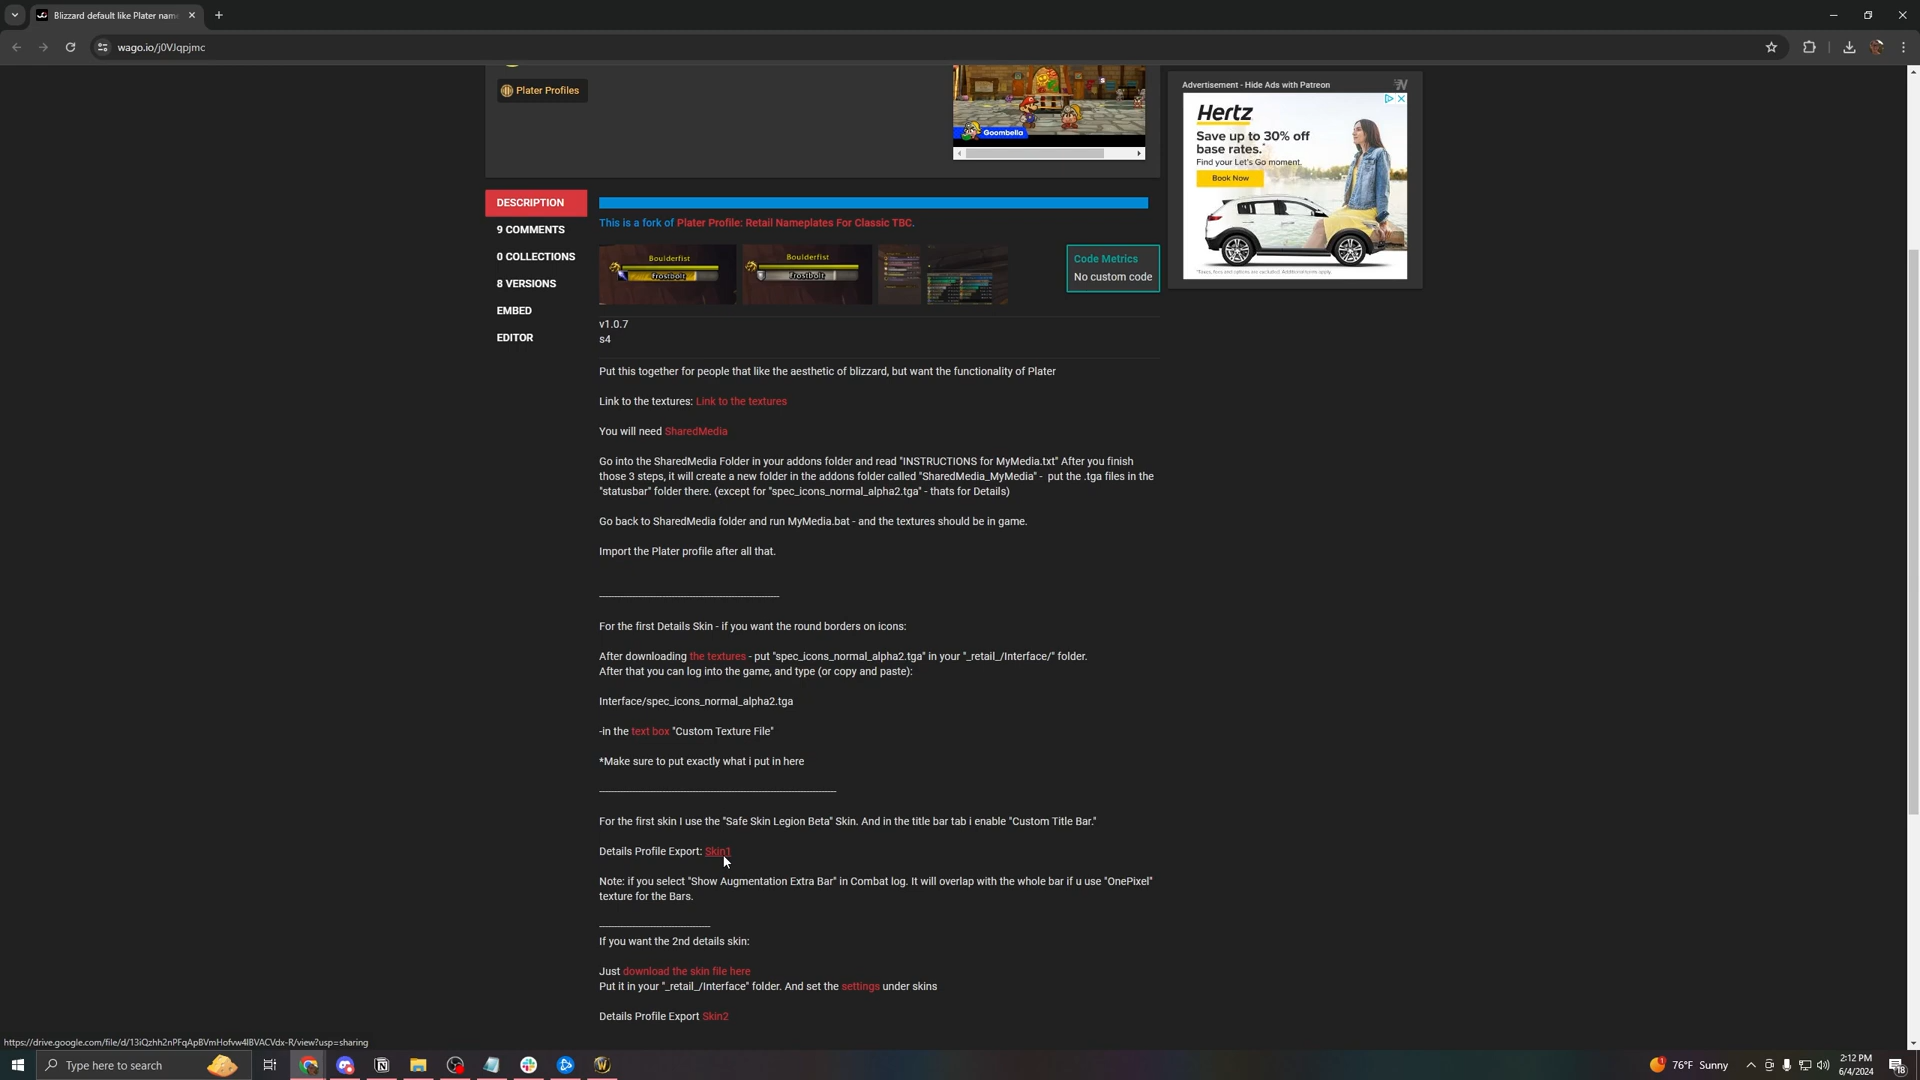 Blizzard default like Plater nam
wago.io/j0VJqpjmc
Plater Profiles
Goombella
Advertisement - Hide Ads with Patreon
Hertz
Save up to 30% off
base rates.*
Find your Let's Go moment.
Book Now
*Taxes, fees and options are excluded. Additional terms apply.
DESCRIPTION
9 COMMENTS
0 COLLECTIONS
8 VERSIONS
EMBED
EDITOR
This is a fork of Plater Profile: Retail Nameplates For Classic TBC.
Boulderfist
frostbolt
Boulderfist
frostbolt
Code Metrics
No custom code
v1.0.7
s4
Put this together for people that like the aesthetic of blizzard, but want the functionality of Plater
Link to the textures: Link to the textures
You will need SharedMedia
Go into the SharedMedia Folder in your addons folder and read "INSTRUCTIONS for MyMedia.txt" After you finish
those 3 steps, it will create a new folder in the addons folder called "SharedMedia_MyMedia" - put the .tga files in the
"statusbar" folder there. (except for "spec_icons_normal_alpha2.tga" - thats for Details)
Go back to SharedMedia folder and run MyMedia.bat - and the textures should be in game.
Import the Plater profile after all that.
For the first Details Skin - if you want the round borders on icons:
After downloading the textures - put "spec_icons_normal_alpha2.tga" in your "_retail_/Interface/" folder.
After that you can log into the game, and type (or copy and paste):
Interface/spec_icons_normal_alpha2.tga
-in the text box "Custom Texture File"
*Make sure to put exactly what i put in here
For the first skin I use the "Safe Skin Legion Beta" Skin. And in the title bar tab i enable "Custom Title Bar."
Details Profile Export: Skin1
Note: if you select "Show Augmentation Extra Bar" in Combat log. It will overlap with the whole bar if u use "OnePixel"
texture for the Bars.
If you want the 2nd details skin:
Just download the skin file here
Put it in your "_retail_/Interface" folder. And set the settings under skins
Details Profile Export Skin2
https://drive.google.com/file/d/13iQzhh2nPFqApBVmHofvw4lBVACVdx-R/view?usp=sharing
Type here to search
76°F Sunny
2:12 PM
6/4/2024
18